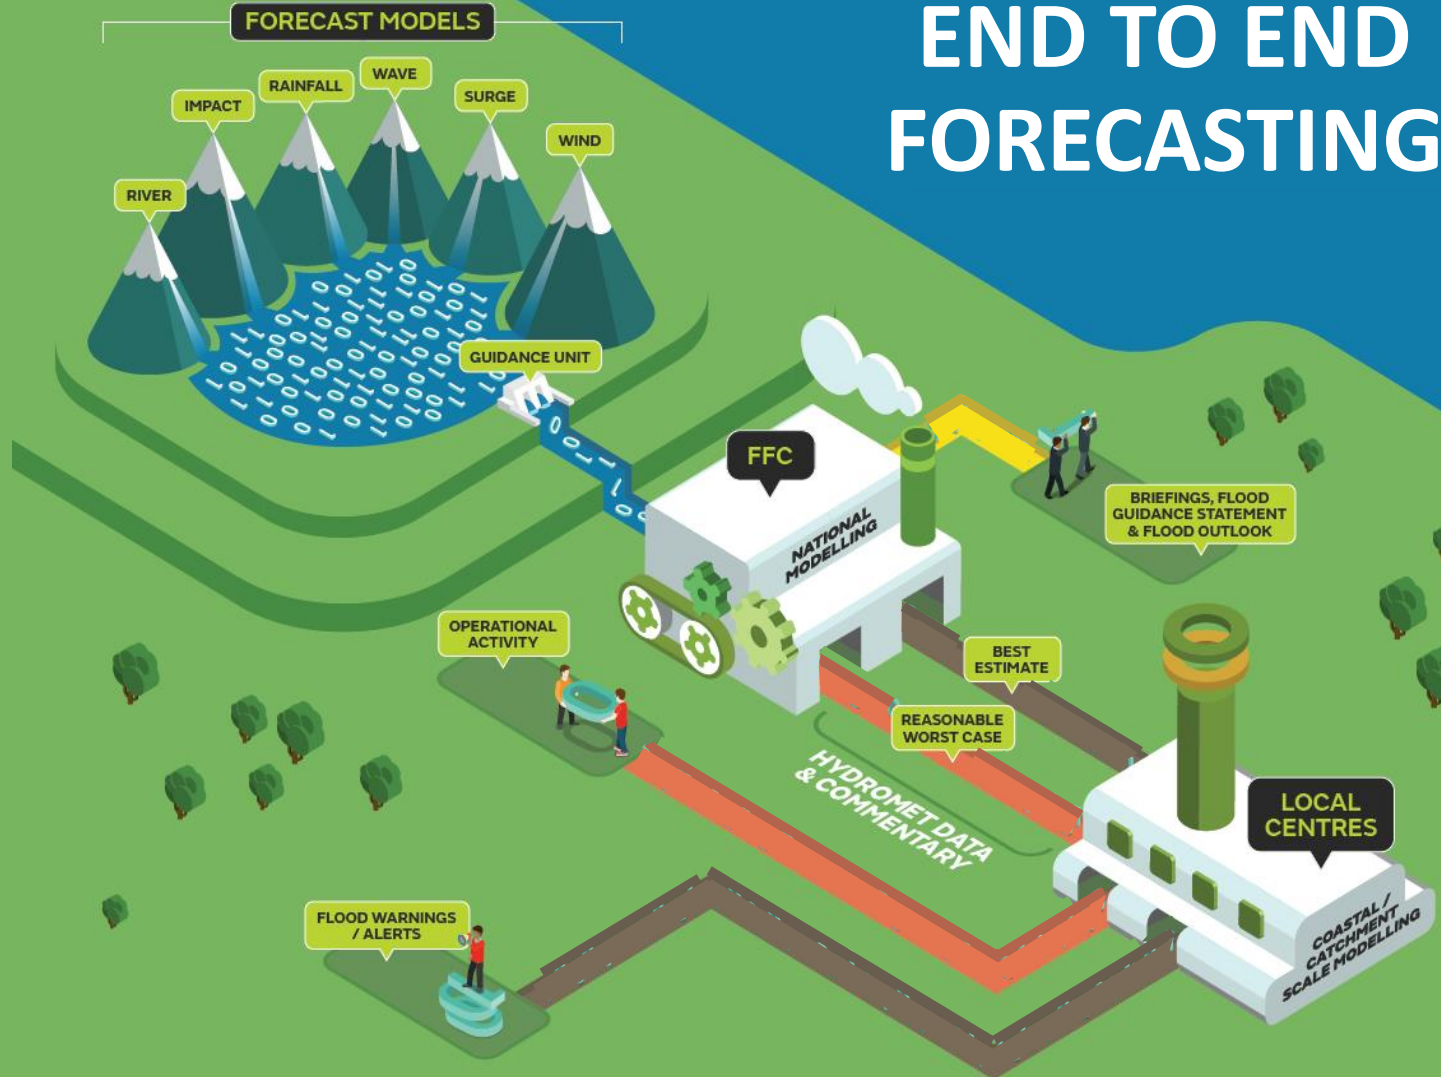 FORECAST MODELS
END TO END
FORECASTING
WAVE
RAINFALL
SURGE
IMPACT
WIND
RIVER
GUIDANCE UNIT
FFC
NATIONAL
MODELLING
BRIEFINGS, FLOOD
GUIDANCE STATEMENT
& FLOOD OUTLOOK
OPERATIONAL
ACTIVITY
BEST
ESTIMATE
REASONABLE
WORST CASE
HYDROMET DATA
& COMMENTARY
LOCAL
CENTRES
COASTAL /
CATCHMENT
SCALE MODELLING
FLOOD WARNINGS
/ ALERTS